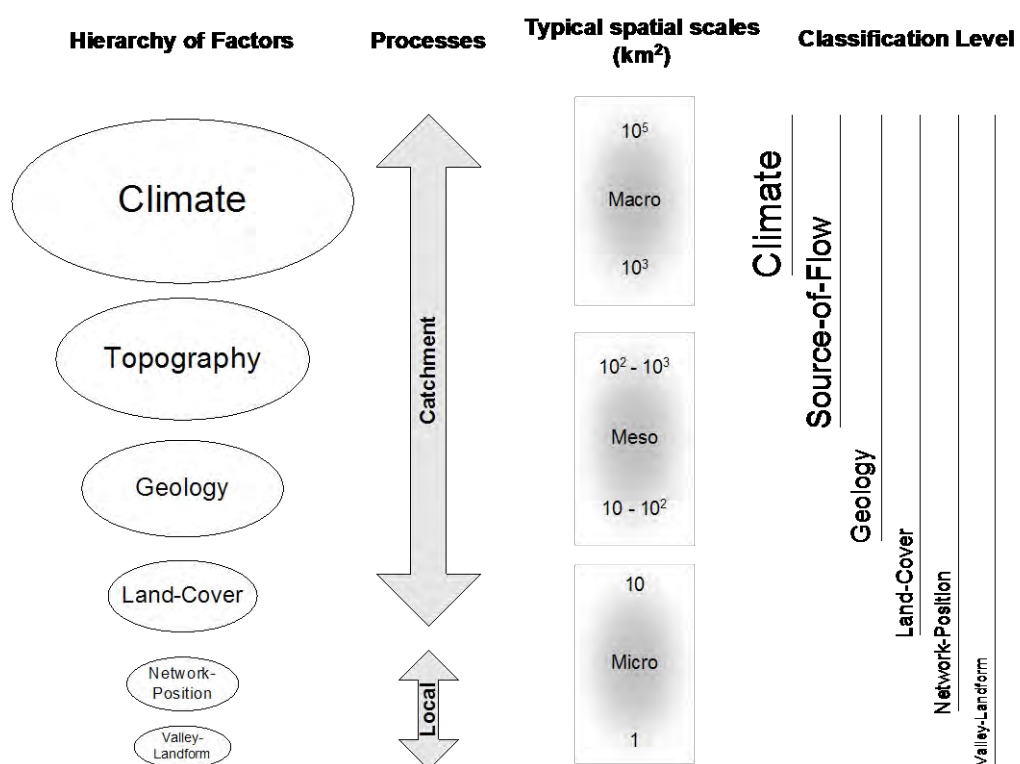 Hierarchy of Factors
Processes
Typical spatial scales
(km²)
Classification Level
Climate
Topography
Geology
Land-Cover
Network-
Position
Valley-
Landform
Catchment
Local
10⁵
Macro
10³
10² - 10³
Meso
10 - 10²
10
Micro
1
Climate
Source-of-Flow
Geology
Land-Cover
Network-Position
Valley-Landform